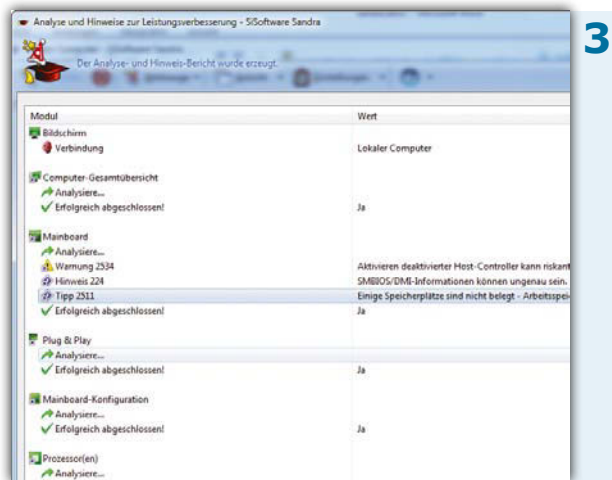 Analyse und Hinweise zur Leistungsverbesserung - SiSoftware Sandra
3
Der Analyse- und Hinweis-Bericht wurde erzeugt.
Modul Wert
Bildschirm
Verbindung Lokaler Computer
Computer-Gesamtübersicht
Analysiere...
Erfolgreich abgeschlossen! Ja
Mainboard
Analysiere...
Warnung 2534 Aktivieren deaktivierter Host-Controller kann riskant
Hinweis 224 SMBIOS/DMI-Informationen können ungenau sein.
Tipp 2511 Einige Speicherplätze sind nicht belegt - Arbeitsspei
Erfolgreich abgeschlossen! Ja
Plug & Play
Analysiere...
Erfolgreich abgeschlossen! Ja
Mainboard-Konfiguration
Analysiere...
Erfolgreich abgeschlossen! Ja
Prozessor(en)
Analysiere...